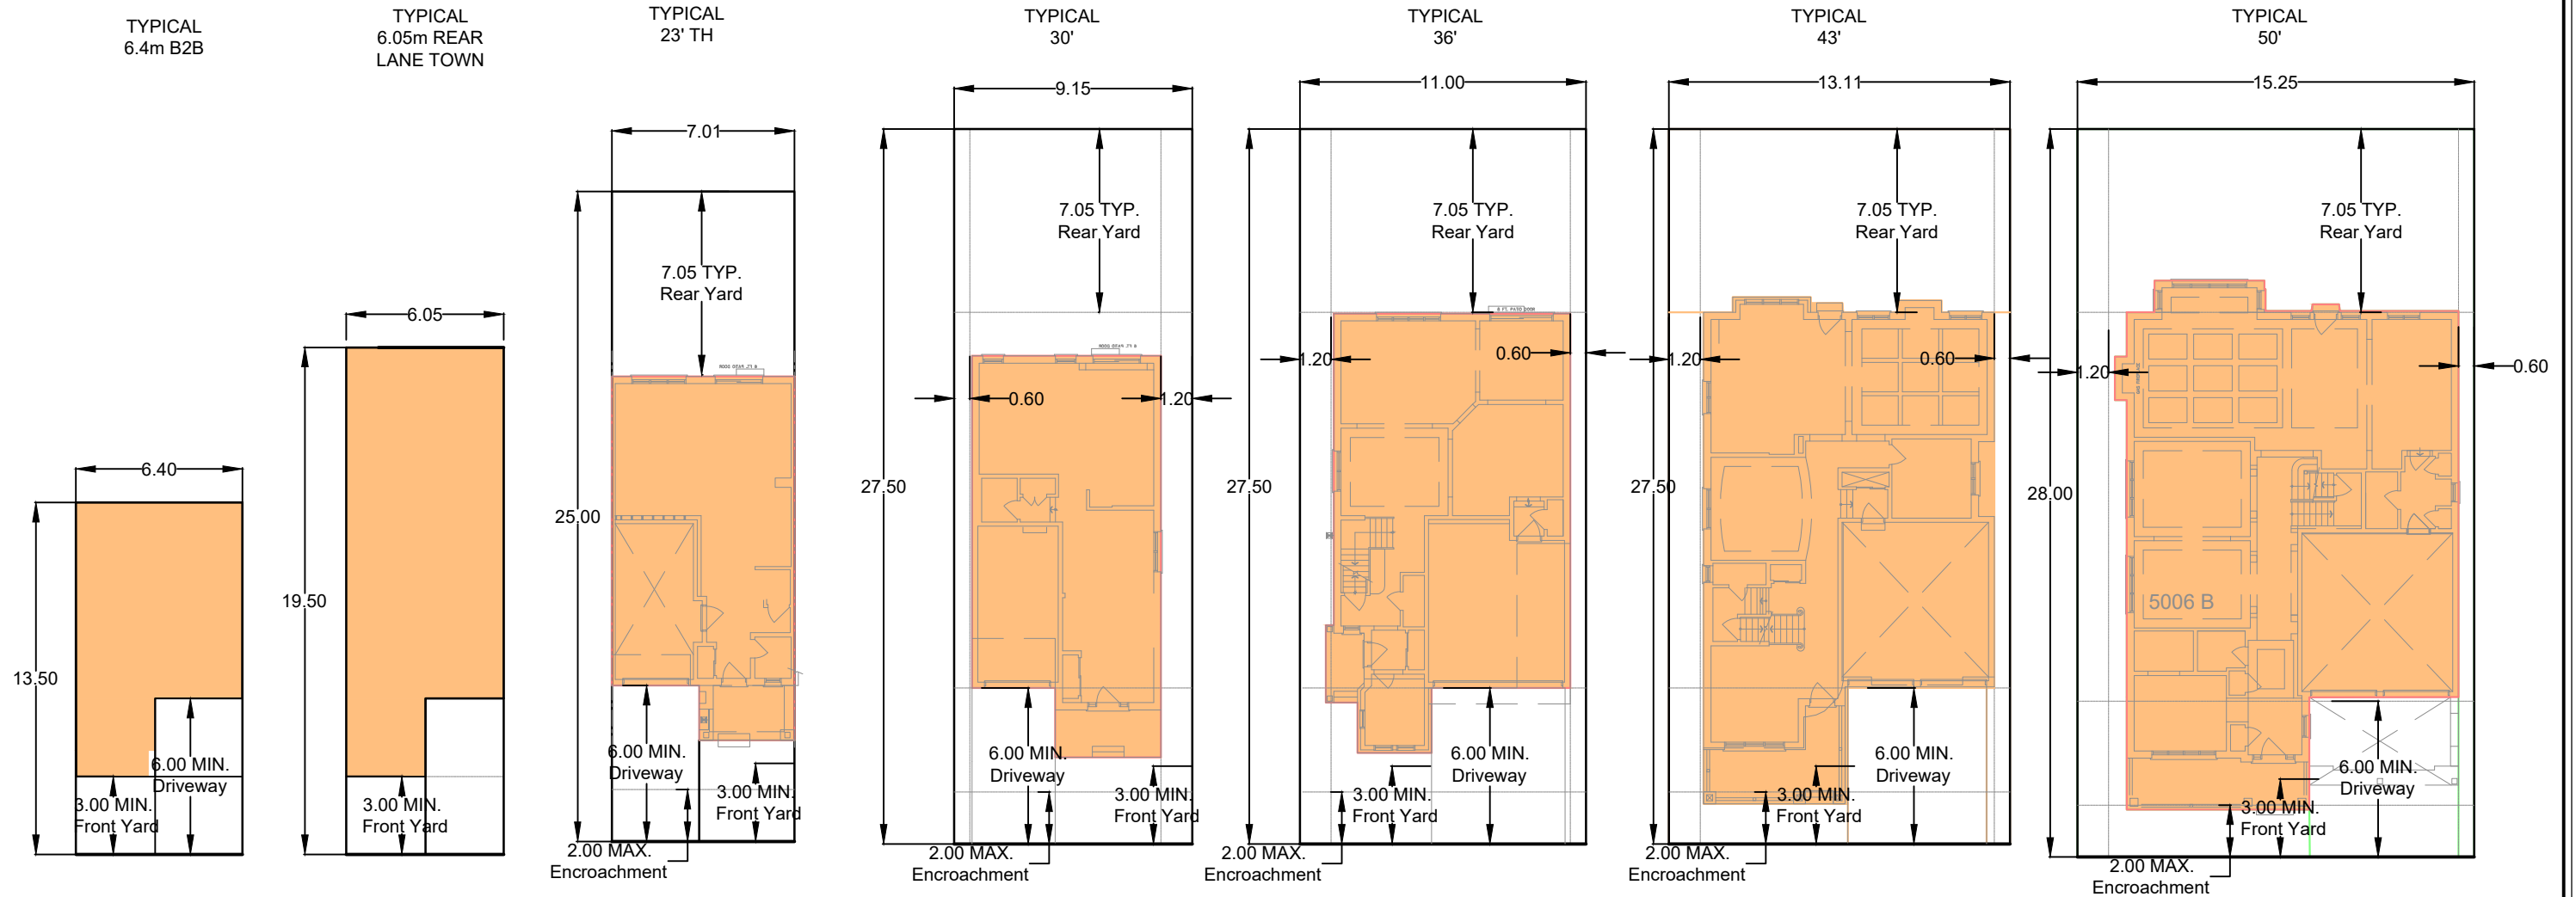 TYPICAL
6.4m B2B
6.40
13.50
3.00 MIN.
Front Yard
6.00 MIN.
Driveway
TYPICAL
6.05m REAR
LANE TOWN
6.05
19.50
3.00 MIN.
Front Yard
TYPICAL
23' TH
7.01
25.00
7.05 TYP.
Rear Yard
6.00 MIN.
Driveway
3.00 MIN.
Front Yard
2.00 MAX.
Encroachment
TYPICAL
30'
9.15
27.50
7.05 TYP.
Rear Yard
0.60
1.20
6.00 MIN.
Driveway
3.00 MIN.
Front Yard
2.00 MAX.
Encroachment
TYPICAL
36'
11.00
27.50
7.05 TYP.
Rear Yard
1.20
0.60
6.00 MIN.
Driveway
3.00 MIN.
Front Yard
2.00 MAX.
Encroachment
TYPICAL
43'
13.11
27.50
7.05 TYP.
Rear Yard
1.20
0.60
6.00 MIN.
Driveway
3.00 MIN.
Front Yard
2.00 MAX.
Encroachment
TYPICAL
50'
15.25
28.00
7.05 TYP.
Rear Yard
1.20
0.60
5006 B
6.00 MIN.
Driveway
3.00 MIN.
Front Yard
2.00 MAX.
Encroachment